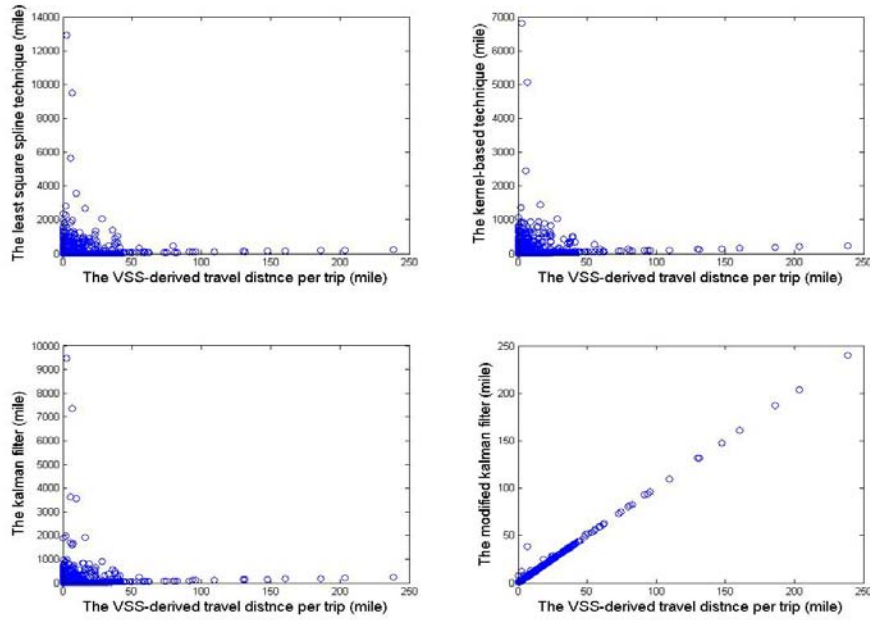 14000
12000
10000
8000
6000
4000
2000
0
The least square spline technique (mile)
0 50 100 150 200 250
The VSS-derived travel distnce per trip (mile)
7000
6000
5000
4000
3000
2000
1000
0
The kernel-based technique (mile)
0 50 100 150 200 250
The VSS-derived travel distnce per trip (mile)
10000
9000
8000
7000
6000
5000
4000
3000
2000
1000
0
The kalman filter (mile)
0 50 100 150 200 250
The VSS-derived travel distnce per trip (mile)
250
200
150
100
50
0
The modified kalman filter (mile)
0 50 100 150 200 250
The VSS-derived travel distnce per trip (mile)